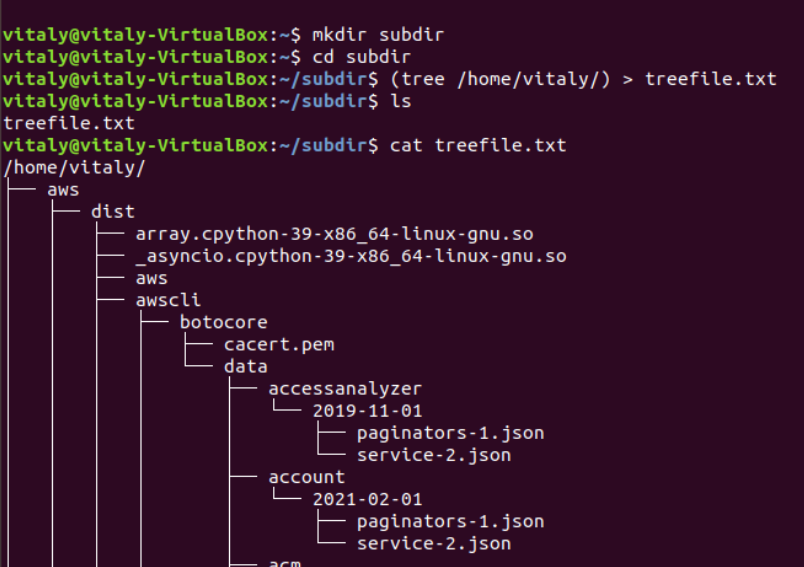 vitaly@vitaly-VirtualBox:~$ mkdir subdir
vitaly@vitaly-VirtualBox:~$ cd subdir
vitaly@vitaly-VirtualBox:~/subdir$ (tree /home/vitaly/) > treefile.txt
vitaly@vitaly-VirtualBox:~/subdir$ ls
treefile.txt
vitaly@vitaly-VirtualBox:~/subdir$ cat treefile.txt
/home/vitaly/
├── aws
│   ├── dist
│   │   ├── array.cpython-39-x86_64-linux-gnu.so
│   │   ├── _asyncio.cpython-39-x86_64-linux-gnu.so
│   │   ├── aws
│   │   ├── awscli
│   │   │   ├── botocore
│   │   │   │   ├── cacert.pem
│   │   │   │   └── data
│   │   │   │       ├── accessanalyzer
│   │   │   │       │   └── 2019-11-01
│   │   │   │       │       ├── paginators-1.json
│   │   │   │       │       └── service-2.json
│   │   │   │       ├── account
│   │   │   │       │   └── 2021-02-01
│   │   │   │       │       ├── paginators-1.json
│   │   │   │       │       └── service-2.json
│   │   │   │       ├── acm